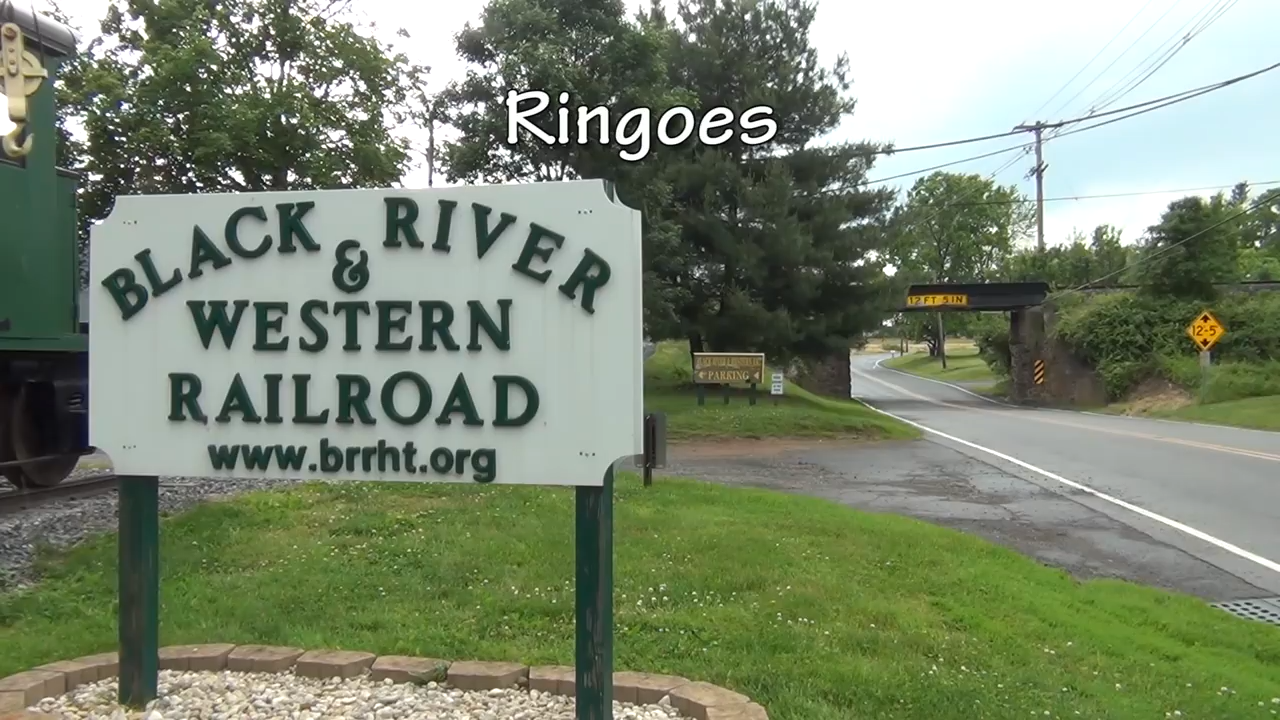 Ringoes
BLACK RIVER
&
WESTERN
RAILROAD
www.brrht.org
12 FT 5 IN
12-5
PARKING